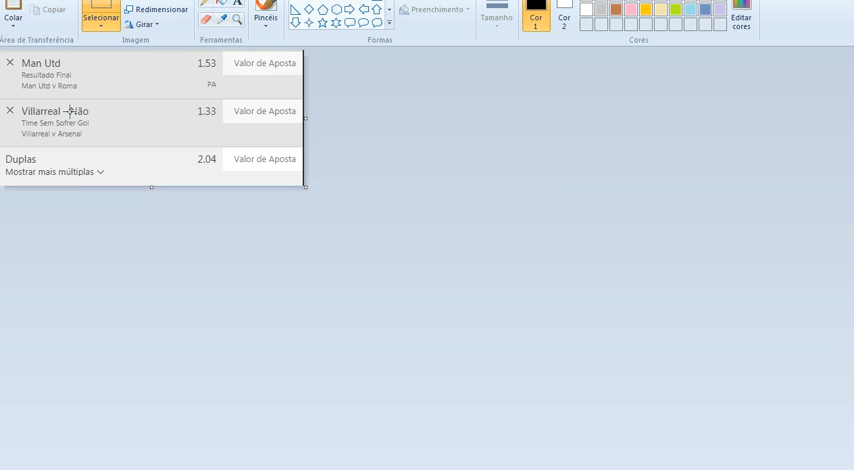 Colar
Copiar
Área de Transferência
Selecionar
Redimensionar
Girar
Imagem
Ferramentas
Pincéis
Formas
Preenchimento
Tamanho
Cor
1
Cor
2
Cores
Editar
cores
Man Utd 1.53 Valor de Aposta
Resultado Final
Man Utd v Roma PA
Villarreal - Não 1.33 Valor de Aposta
Time Sem Sofrer Gol
Villarreal v Arsenal
Duplas 2.04 Valor de Aposta
Mostrar mais múltiplas